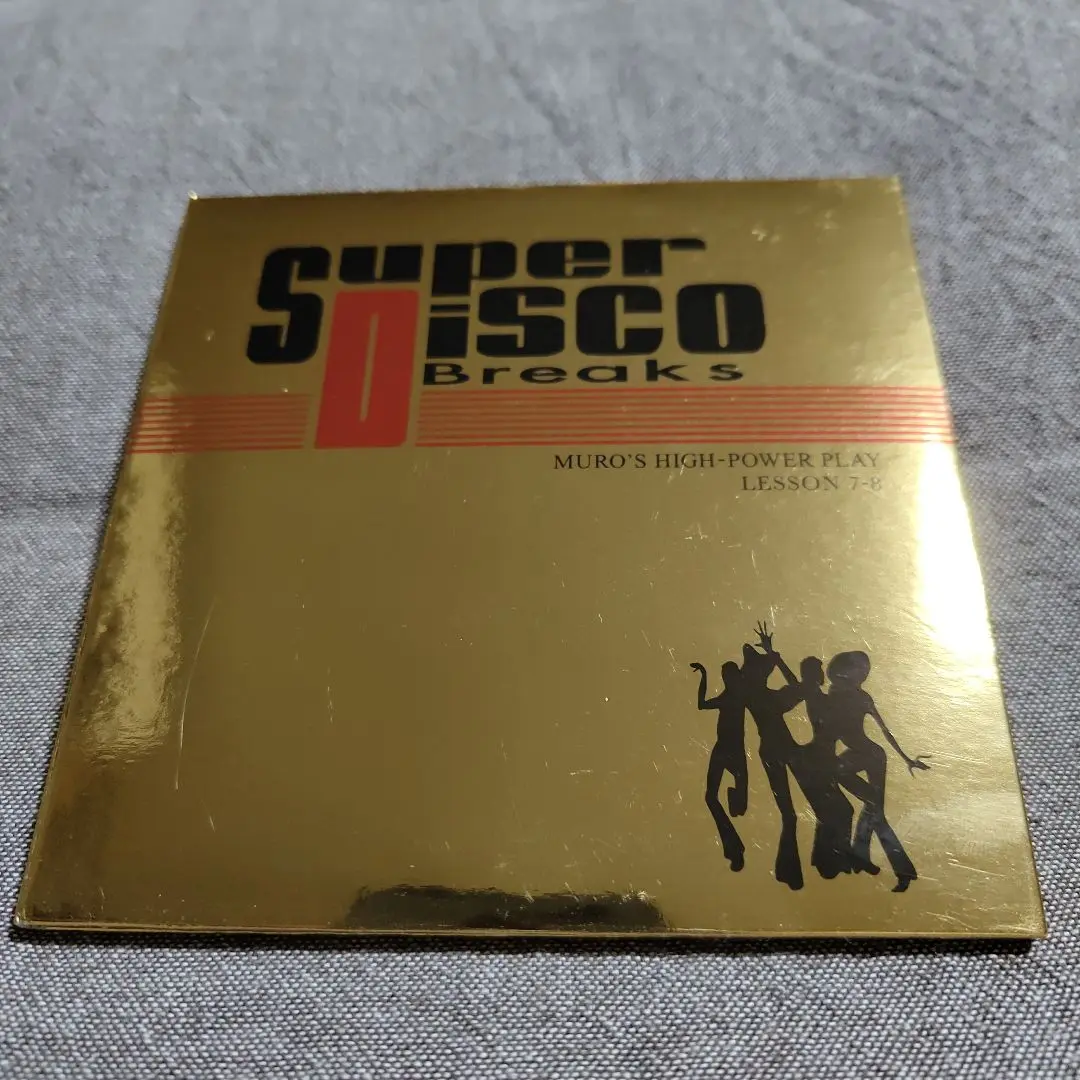 Super
Disco
Breaks
MURO'S HIGH-POWER PLAY
LESSON 7-8